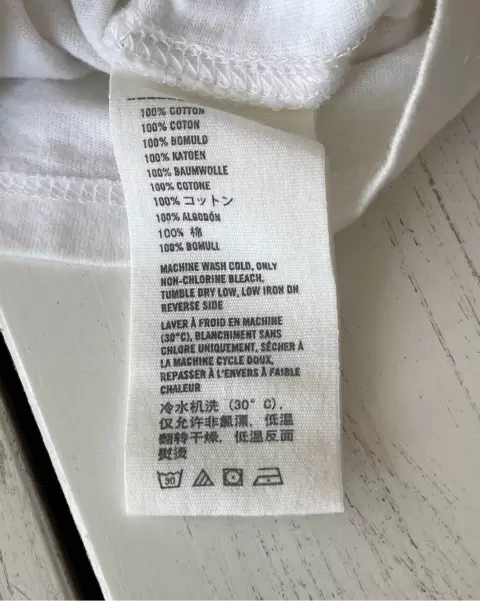 100% COTTON
100% COTON
100% BOMULD
100% KATOEN
100% BAUMWOLLE
100% COTONE
100% コットン
100% ALGODÓN
100% 棉
100% BOMULL
MACHINE WASH COLD, ONLY
NON-CHLORINE BLEACH,
TUMBLE DRY LOW, LOW IRON ON
REVERSE SIDE
LAVER À FROID EN MACHINE
(30°C), BLANCHIMENT SANS
CHLORE UNIQUEMENT, SÉCHER À
LA MACHINE CYCLE DOUX,
REPASSER À L'ENVERS À FAIBLE
CHALEUR
冷水机洗 (30° C),
仅允许非氯漂, 低温
翻转干燥, 低温反面
熨烫
30